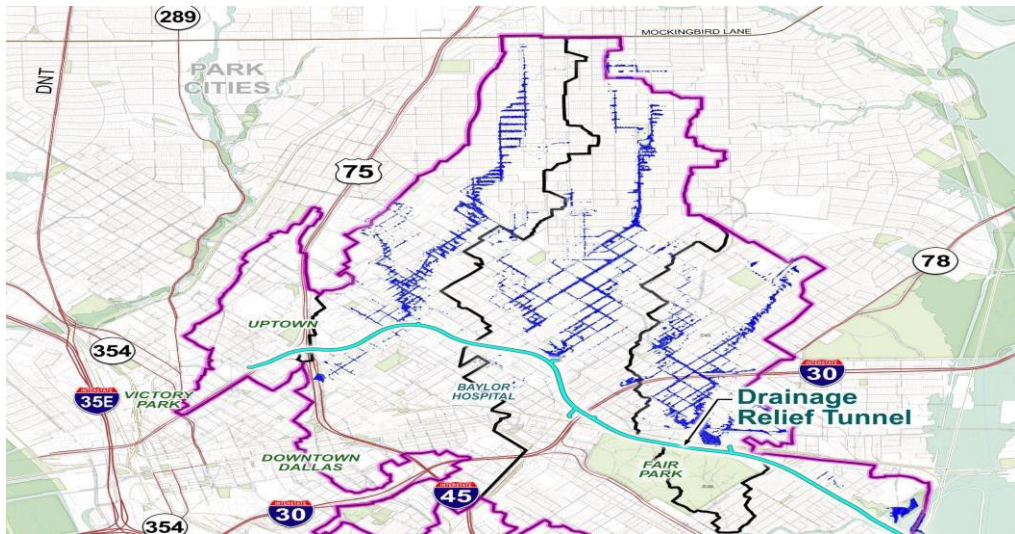 289
MOCKINGBIRD LANE
DNT
PARK
CITIES
75
78
UPTOWN
354
INTERSTATE
35E
VICTORY
PARK
BAYLOR
HOSPITAL
INTERSTATE
30
Drainage
Relief Tunnel
DOWNTOWN
DALLAS
FAIR
PARK
INTERSTATE
45
INTERSTATE
30
354